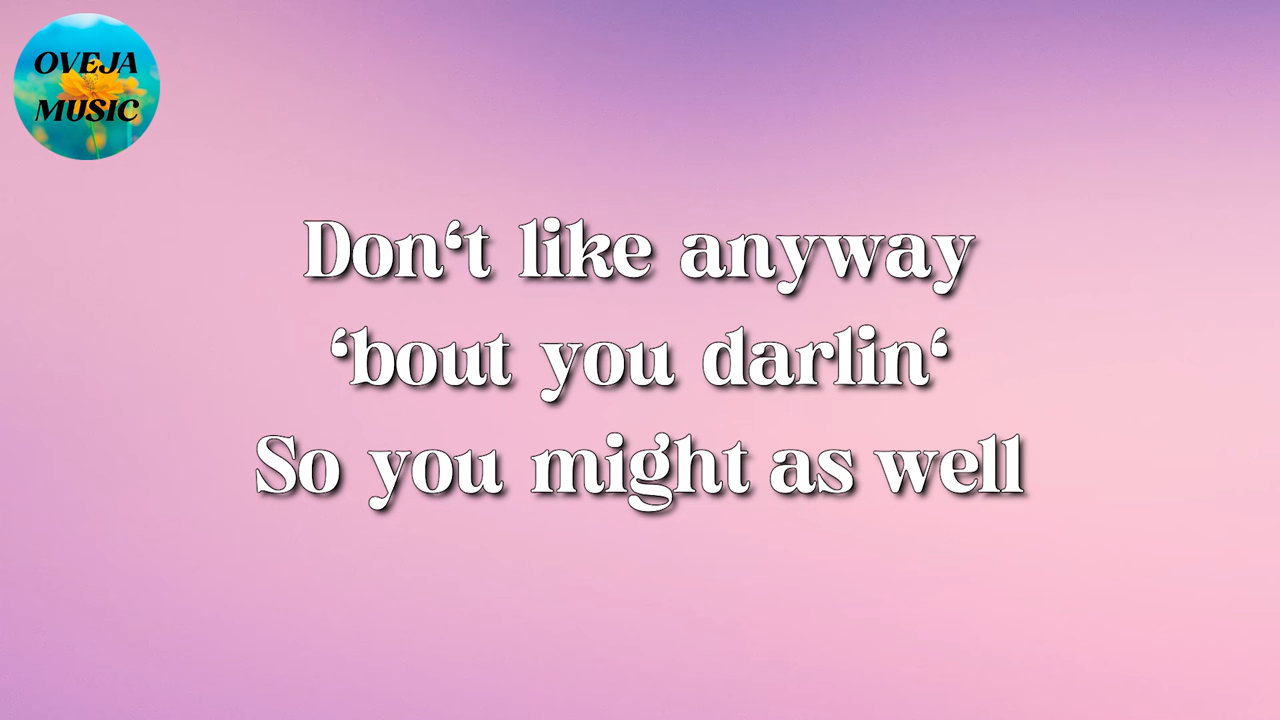 OVEJA
MUSIC
Don‘t like anyway
‘bout you darlin‘
So you might as well